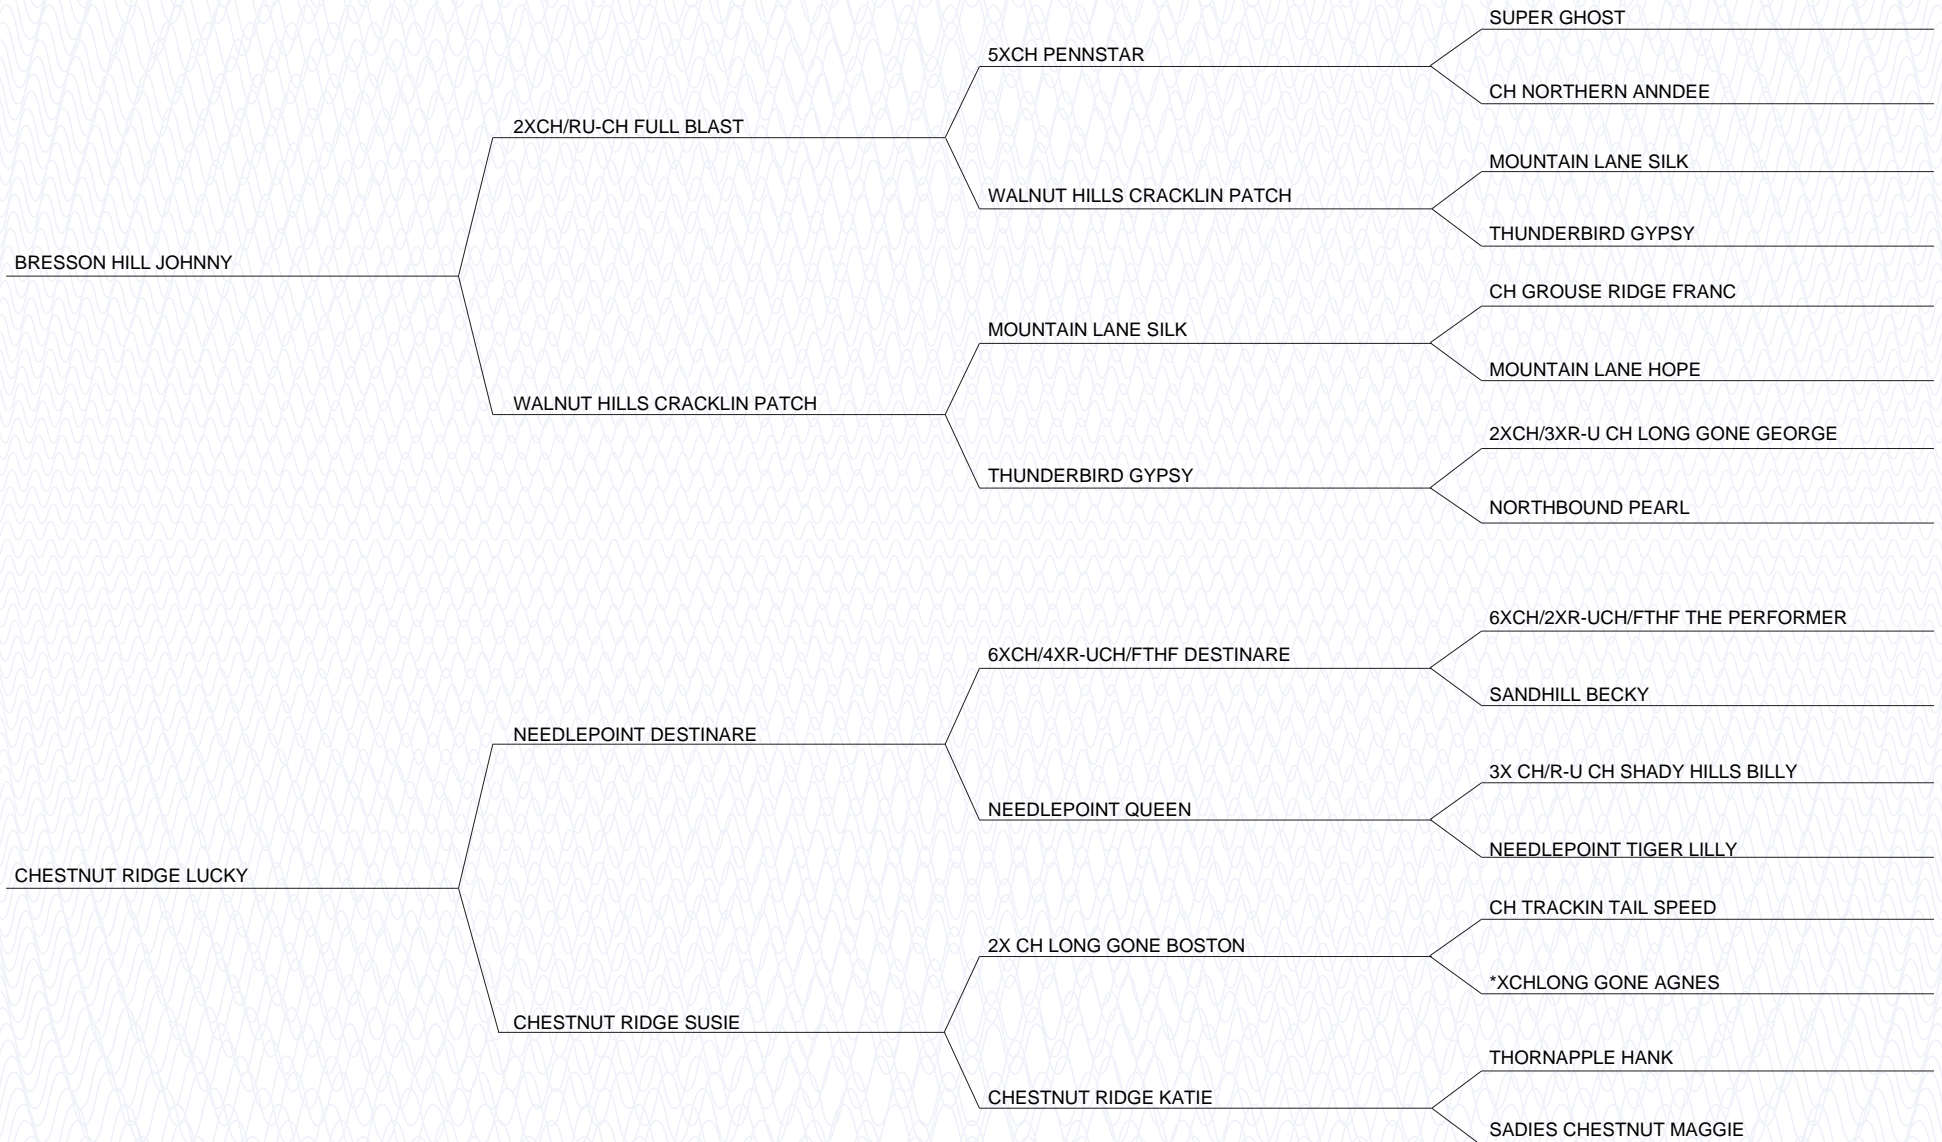 SUPER GHOST
5XCH PENNSTAR
CH NORTHERN ANNDEE
2XCH/RU-CH FULL BLAST
MOUNTAIN LANE SILK
WALNUT HILLS CRACKLIN PATCH
THUNDERBIRD GYPSY
BRESSON HILL JOHNNY
CH GROUSE RIDGE FRANC
MOUNTAIN LANE SILK
MOUNTAIN LANE HOPE
WALNUT HILLS CRACKLIN PATCH
2XCH/3XR-U CH LONG GONE GEORGE
THUNDERBIRD GYPSY
NORTHBOUND PEARL
6XCH/2XR-UCH/FTHF THE PERFORMER
6XCH/4XR-UCH/FTHF DESTINARE
SANDHILL BECKY
NEEDLEPOINT DESTINARE
3X CH/R-U CH SHADY HILLS BILLY
NEEDLEPOINT QUEEN
NEEDLEPOINT TIGER LILLY
CHESTNUT RIDGE LUCKY
CH TRACKIN TAIL SPEED
2X CH LONG GONE BOSTON
*XCHLONG GONE AGNES
CHESTNUT RIDGE SUSIE
THORNAPPLE HANK
CHESTNUT RIDGE KATIE
SADIES CHESTNUT MAGGIE